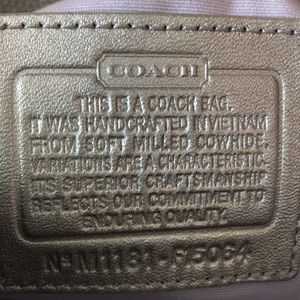 COACH
THIS IS A COACH BAG.
IT WAS HANDCRAFTED IN VIETNAM
FROM SOFT MILLED COWHIDE,
VARIATIONS ARE A CHARACTERISTIC.
ITS SUPERIOR CRAFTSMANSHIP
REFLECTS OUR COMMITMENT TO
ENDURING QUALITY.
Nº M1181-F15064